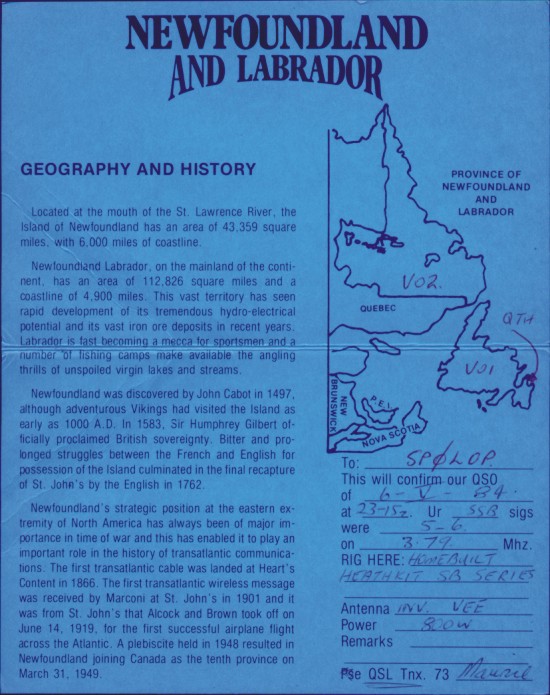 NEWFOUNDLAND
AND LABRADOR
GEOGRAPHY AND HISTORY
Located at the mouth of the St. Lawrence River, the
Island of Newfoundland has an area of 43,359 square
miles, with 6,000 miles of coastline.
Newfoundland Labrador, on the mainland of the conti-
nent, has an area of 112,826 square miles and a
coastline of 4,900 miles. This vast territory has seen
rapid development of its tremendous hydro-electrical
potential and its vast iron ore deposits in recent years.
Labrador is fast becoming a mecca for sportsmen and a
number of fishing camps make available the angling
thrills of unspoiled virgin lakes and streams.
Newfoundland was discovered by John Cabot in 1497,
although adventurous Vikings had visited the Island as
early as 1000 A.D. In 1583, Sir Humphrey Gilbert of-
ficially proclaimed British sovereignty. Bitter and pro-
longed struggles between the French and English for
possession of the Island culminated in the final recapture
of St. John's by the English in 1762.
Newfoundland's strategic position at the eastern ex-
tremity of North America has always been of major im-
portance in time of war and this has enabled it to play an
important role in the history of transatlantic communica-
tions. The first transatlantic cable was landed at Heart's
Content in 1866. The first transatlantic wireless message
was received by Marconi at St. John's in 1901 and it
was from St. John's that Alcock and Brown took off on
June 14, 1919, for the first successful airplane flight
across the Atlantic. A plebiscite held in 1948 resulted in
Newfoundland joining Canada as the tenth province on
March 31, 1949.
PROVINCE OF
NEWFOUNDLAND
AND
LABRADOR
VO2.
QUEBEC
QTH
VO1
NEW
BRUNSWICK
P.E.I.
NOVA SCOTIA
To: SPØLOP.
This will confirm our QSO
of 6-V-84.
at 23-15z. Ur SSB sigs
were 5-6.
on 3.79. Mhz.
RIG HERE: HOMEBUILT
HEATHKIT SB SERIES
Antenna INV. VEE
Power 800W
Remarks
Pse QSL Tnx. 73